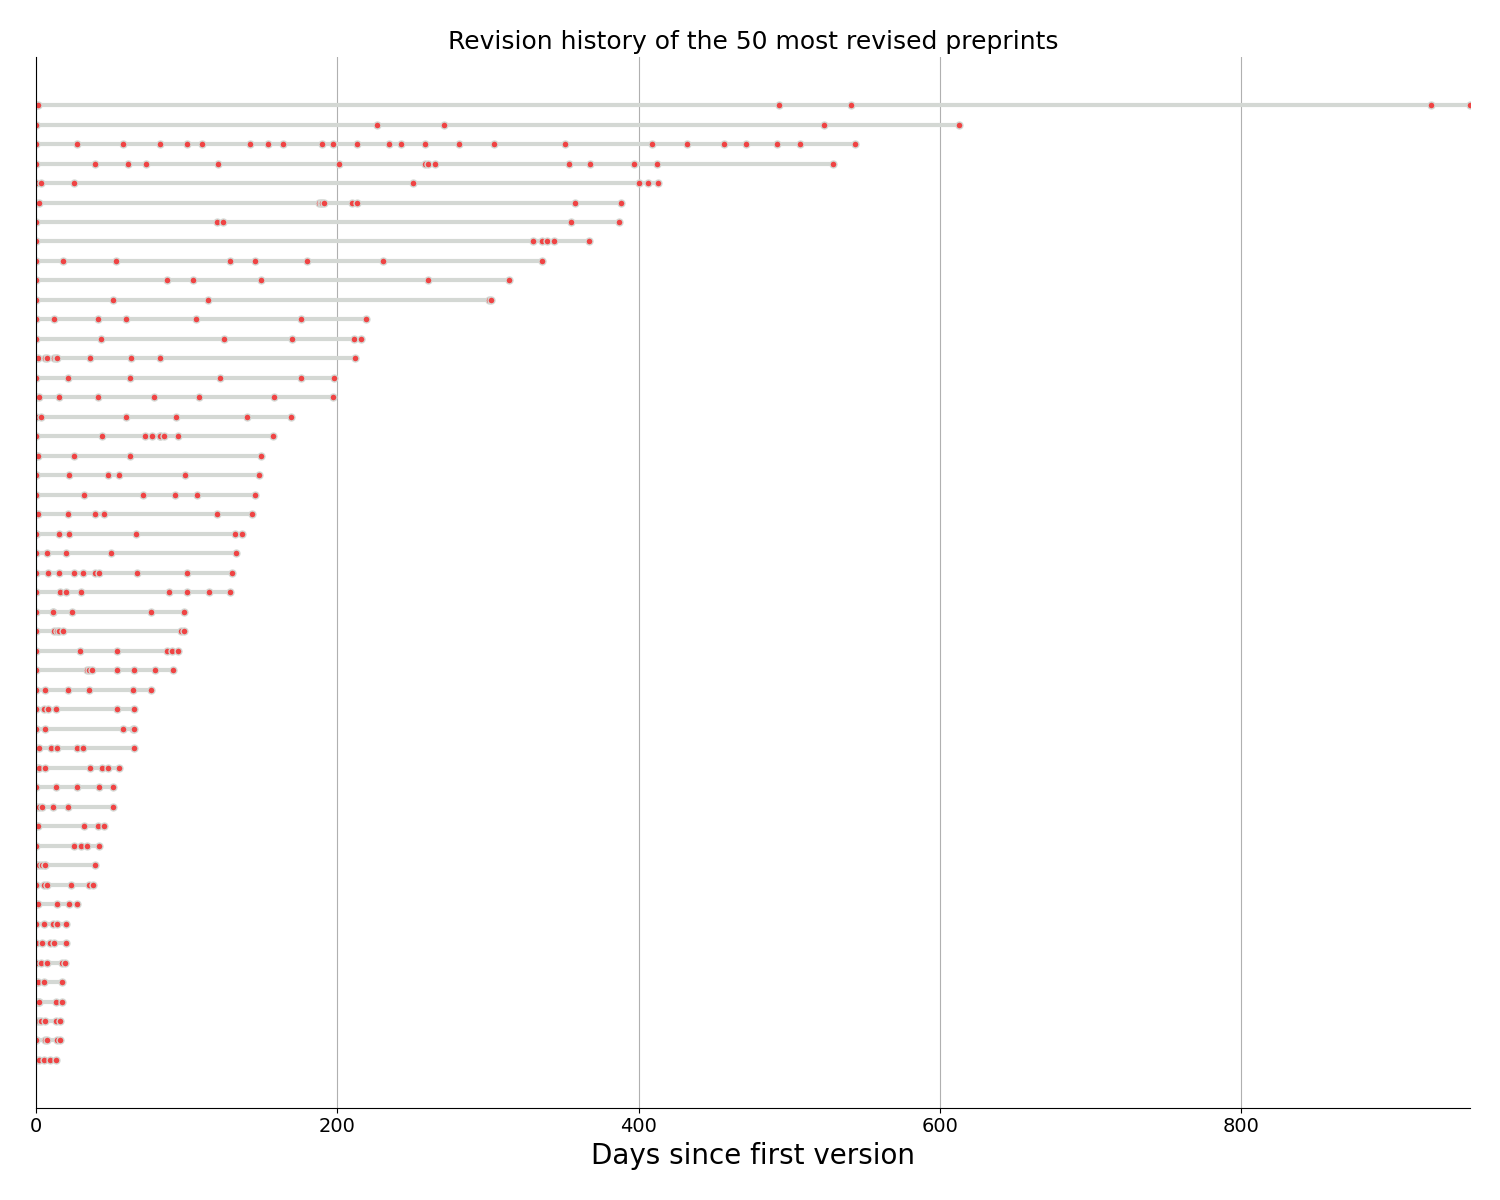 Revision history of the 50 most revised preprints
0 200 400 600 800
Days since first version